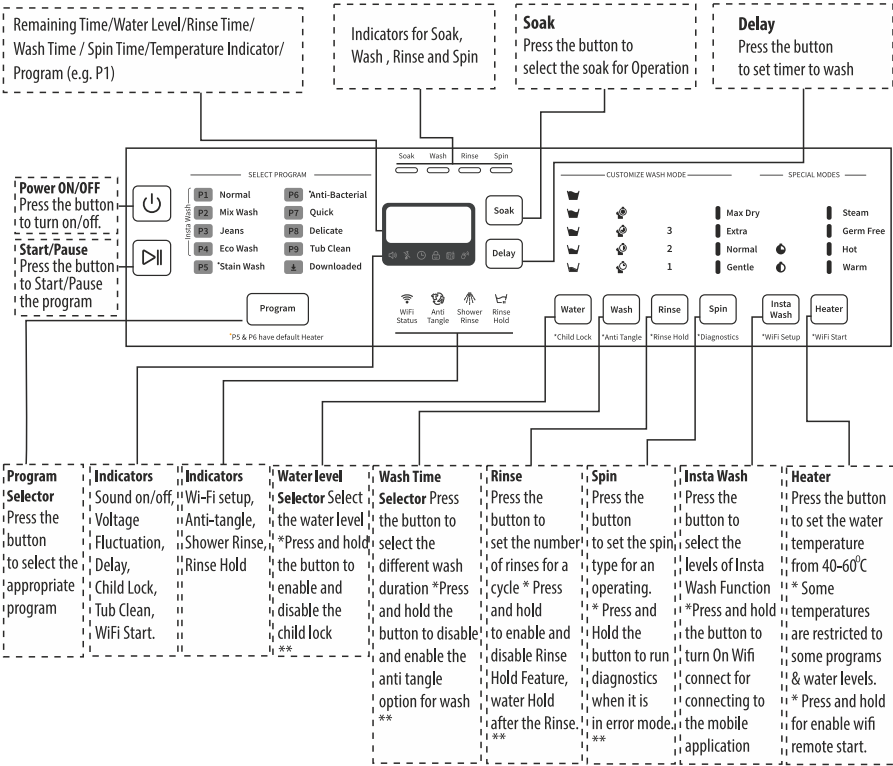 Remaining Time/Water Level/Rinse Time/
Wash Time / Spin Time/Temperature Indicator/
Program (e.g. P1)
Indicators for Soak,
Wash , Rinse and Spin
Soak
Press the button to
select the soak for Operation
Delay
Press the button
to set timer to wash
Power ON/OFF
Press the button
to turn on/off.
Start/Pause
Press the button
to Start/Pause
the program
SELECT PROGRAM
Insta Wash
P1 Normal
P2 Mix Wash
P3 Jeans
P4 Eco Wash
P5 *Stain Wash
P6 *Anti-Bacterial
P7 Quick
P8 Delicate
P9 Tub Clean
Downloaded
Program
*P5 & P6 have default Heater
Soak Wash Rinse Spin
Soak
Delay
WiFi
Status
Anti
Tangle
Shower
Rinse
Rinse
Hold
CUSTOMIZE WASH MODE
SPECIAL MODES
3
2
1
Max Dry
Extra
Normal
Gentle
Steam
Germ Free
Hot
Warm
Water
Wash
Rinse
Spin
Insta
Wash
Heater
*Child Lock
*Anti Tangle
*Rinse Hold
*Diagnostics
*WiFi Setup
*WiFi Start
Program
Selector
Press the
button
to select the
appropriate
program
Indicators
Sound on/off,
Voltage
Fluctuation,
Delay,
Child Lock,
Tub Clean,
WiFi Start.
Indicators
Wi-Fi setup,
Anti-tangle,
Shower Rinse,
Rinse Hold
Water level
Selector Select
the water level
*Press and hold
the button to
enable and
disable the
child lock
**
Wash Time
Selector Press
the button to
select the
different wash
duration *Press
and hold the
button to disable
and enable the
anti tangle
option for wash
**
Rinse
Press the
button to
set the number
of rinses for a
cycle * Press
and hold
to enable and
disable Rinse
Hold Feature,
water Hold
after the Rinse.
**
Spin
Press the
button
to set the spin
type for an
operating.
* Press and
Hold the
button to run
diagnostics
when it is
in error mode.
**
Insta Wash
Press the
button to
select the
levels of Insta
Wash Function
*Press and hold
the button to
turn On Wifi
connect for
connecting to
the mobile
application
Heater
Press the button
to set the water
temperature
from 40-60⁰C
* Some
temperatures
are restricted to
some programs
& water levels.
* Press and hold
for enable wifi
remote start.